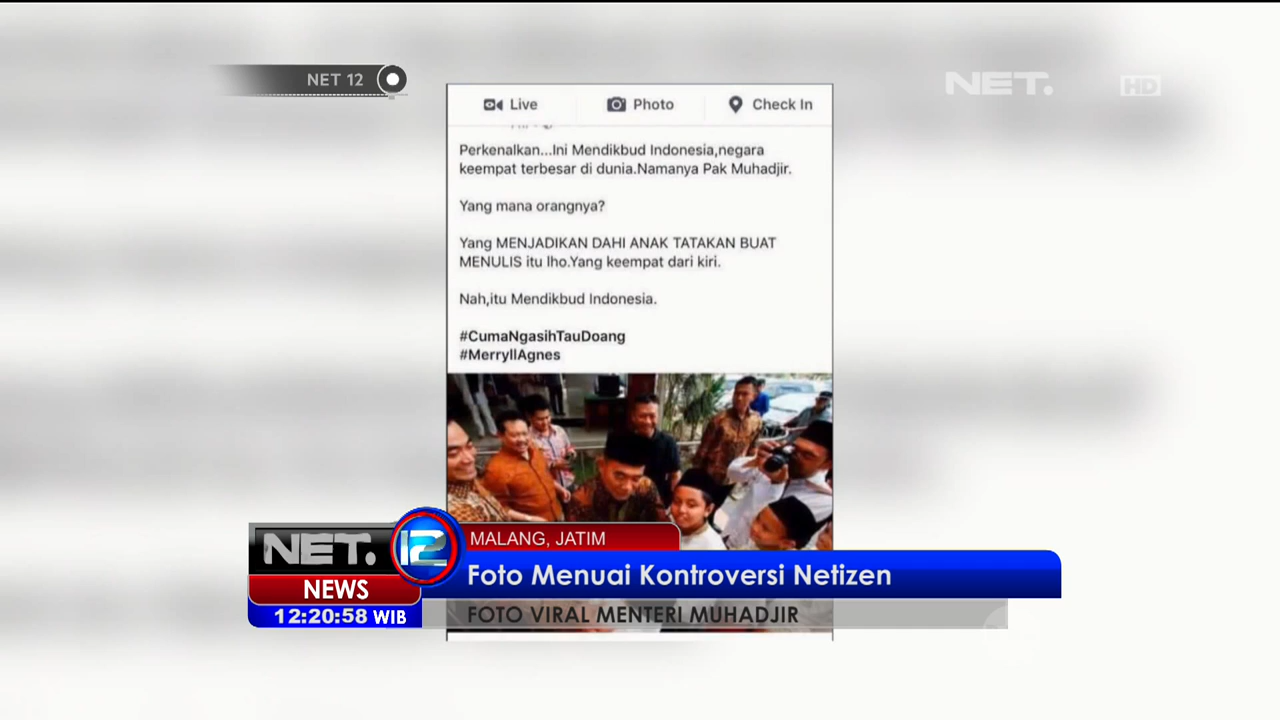 NET 12
NET.
HD
Live
Photo
Check In
Perkenalkan...Ini Mendikbud Indonesia,negara
keempat terbesar di dunia.Namanya Pak Muhadjir.
Yang mana orangnya?
Yang MENJADIKAN DAHI ANAK TATAKAN BUAT
MENULIS itu lho.Yang keempat dari kiri.
Nah,itu Mendikbud Indonesia.
#CumaNgasihTauDoang
#MerryllAgnes
NET. 12
MALANG, JATIM
Foto Menuai Kontroversi Netizen
NEWS
12:20:58 WIB
FOTO VIRAL MENTERI MUHADJIR